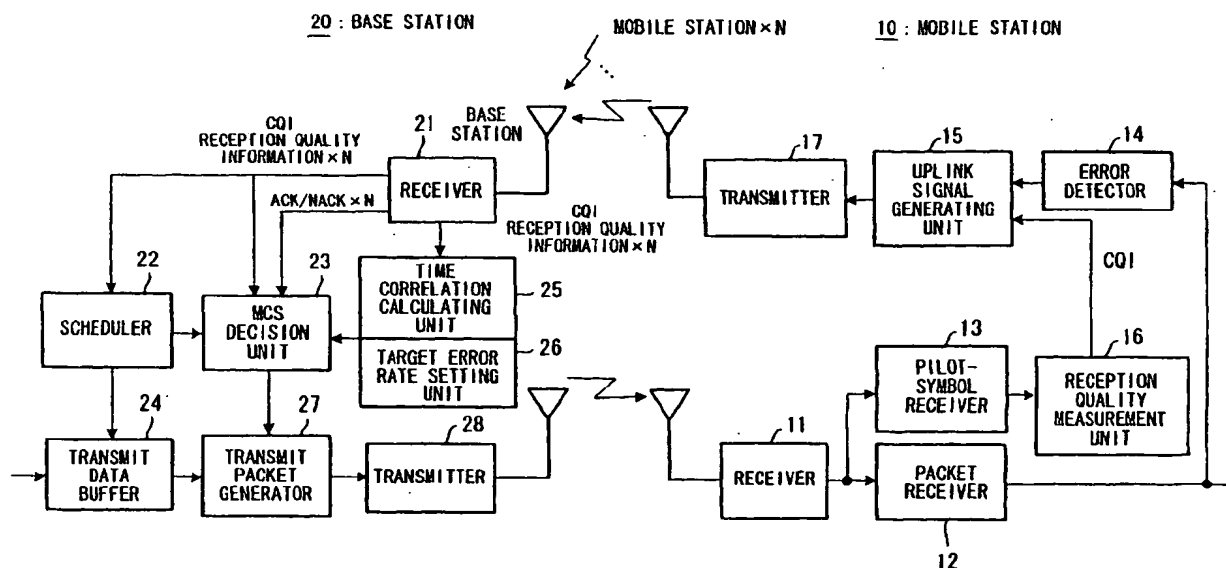 20 : BASE STATION
MOBILE STATION×N
10 : MOBILE STATION
CQI
RECEPTION QUALITY
INFORMATION×N
21
BASE
STATION
RECEIVER
ACK/NACK×N
CQI
RECEPTION QUALITY
INFORMATION×N
17
TRANSMITTER
15
UPLINK
SIGNAL
GENERATING
UNIT
14
ERROR
DETECTOR
CQI
22
SCHEDULER
23
MCS
DECISION
UNIT
TIME
CORRELATION
CALCULATING
UNIT
25
26
TARGET ERROR
RATE SETTING
UNIT
13
PILOT-
SYMBOL
RECEIVER
16
RECEPTION
QUALITY
MEASUREMENT
UNIT
24
TRANSMIT
DATA
BUFFER
27
TRANSMIT
PACKET
GENERATOR
28
TRANSMITTER
11
RECEIVER
PACKET
RECEIVER
12